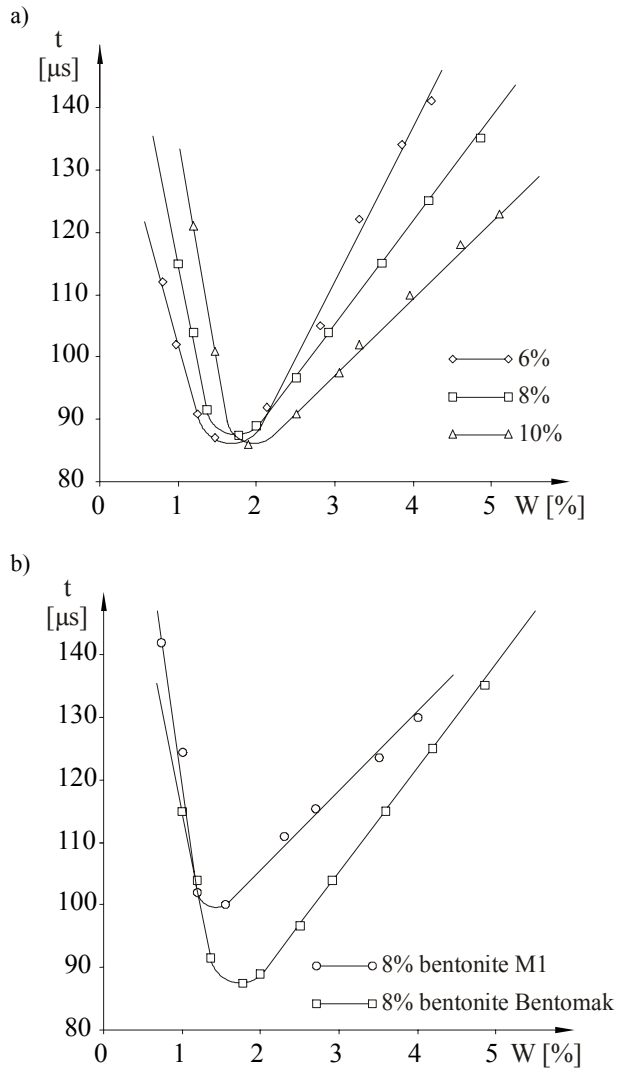 a)
t
[μs]
140
130
120
110
100
90
80
0 1 2 3 4 5 W [%]
6%
8%
10%
b)
t
[μs]
140
130
120
110
100
90
80
0 1 2 3 4 5 W [%]
8% bentonite M1
8% bentonite Bentomak